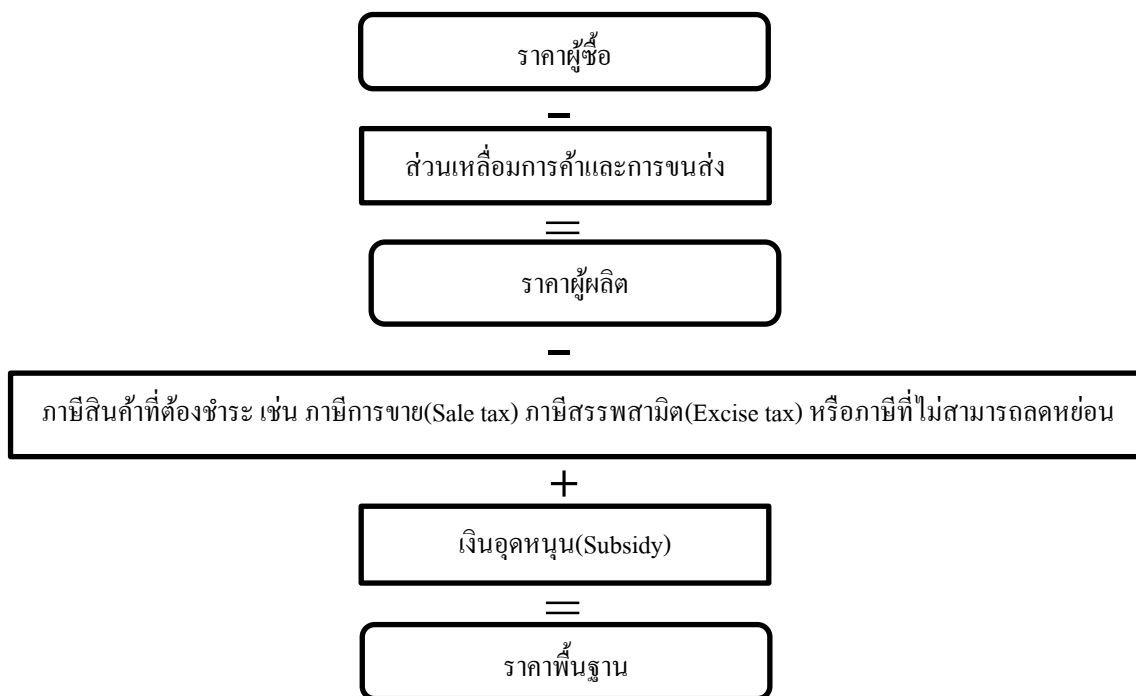 ราคาผู้ซื้อ
-
ส่วนเหลื่อมการค้าและการขนส่ง
=
ราคาผู้ผลิต
-
ภาษีสินค้าที่ต้องชำระ เช่น ภาษีการขาย(Sale tax) ภาษีสรรพสามิต(Excise tax) หรือภาษีที่ไม่สามารถลดหย่อน
+
เงินอุดหนุน(Subsidy)
=
ราคาพื้นฐาน